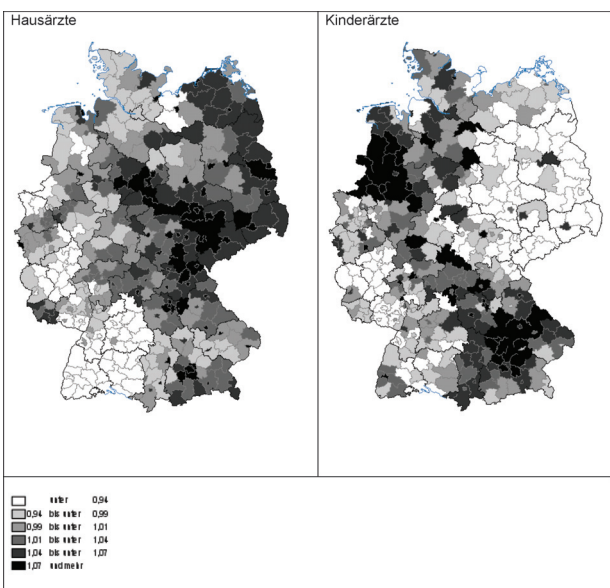 Hausärzte
Kinderärzte
unter 0,94
0,94 bis unter 0,99
0,99 bis unter 1,01
1,01 bis unter 1,04
1,04 bis unter 1,07
1,07 und mehr